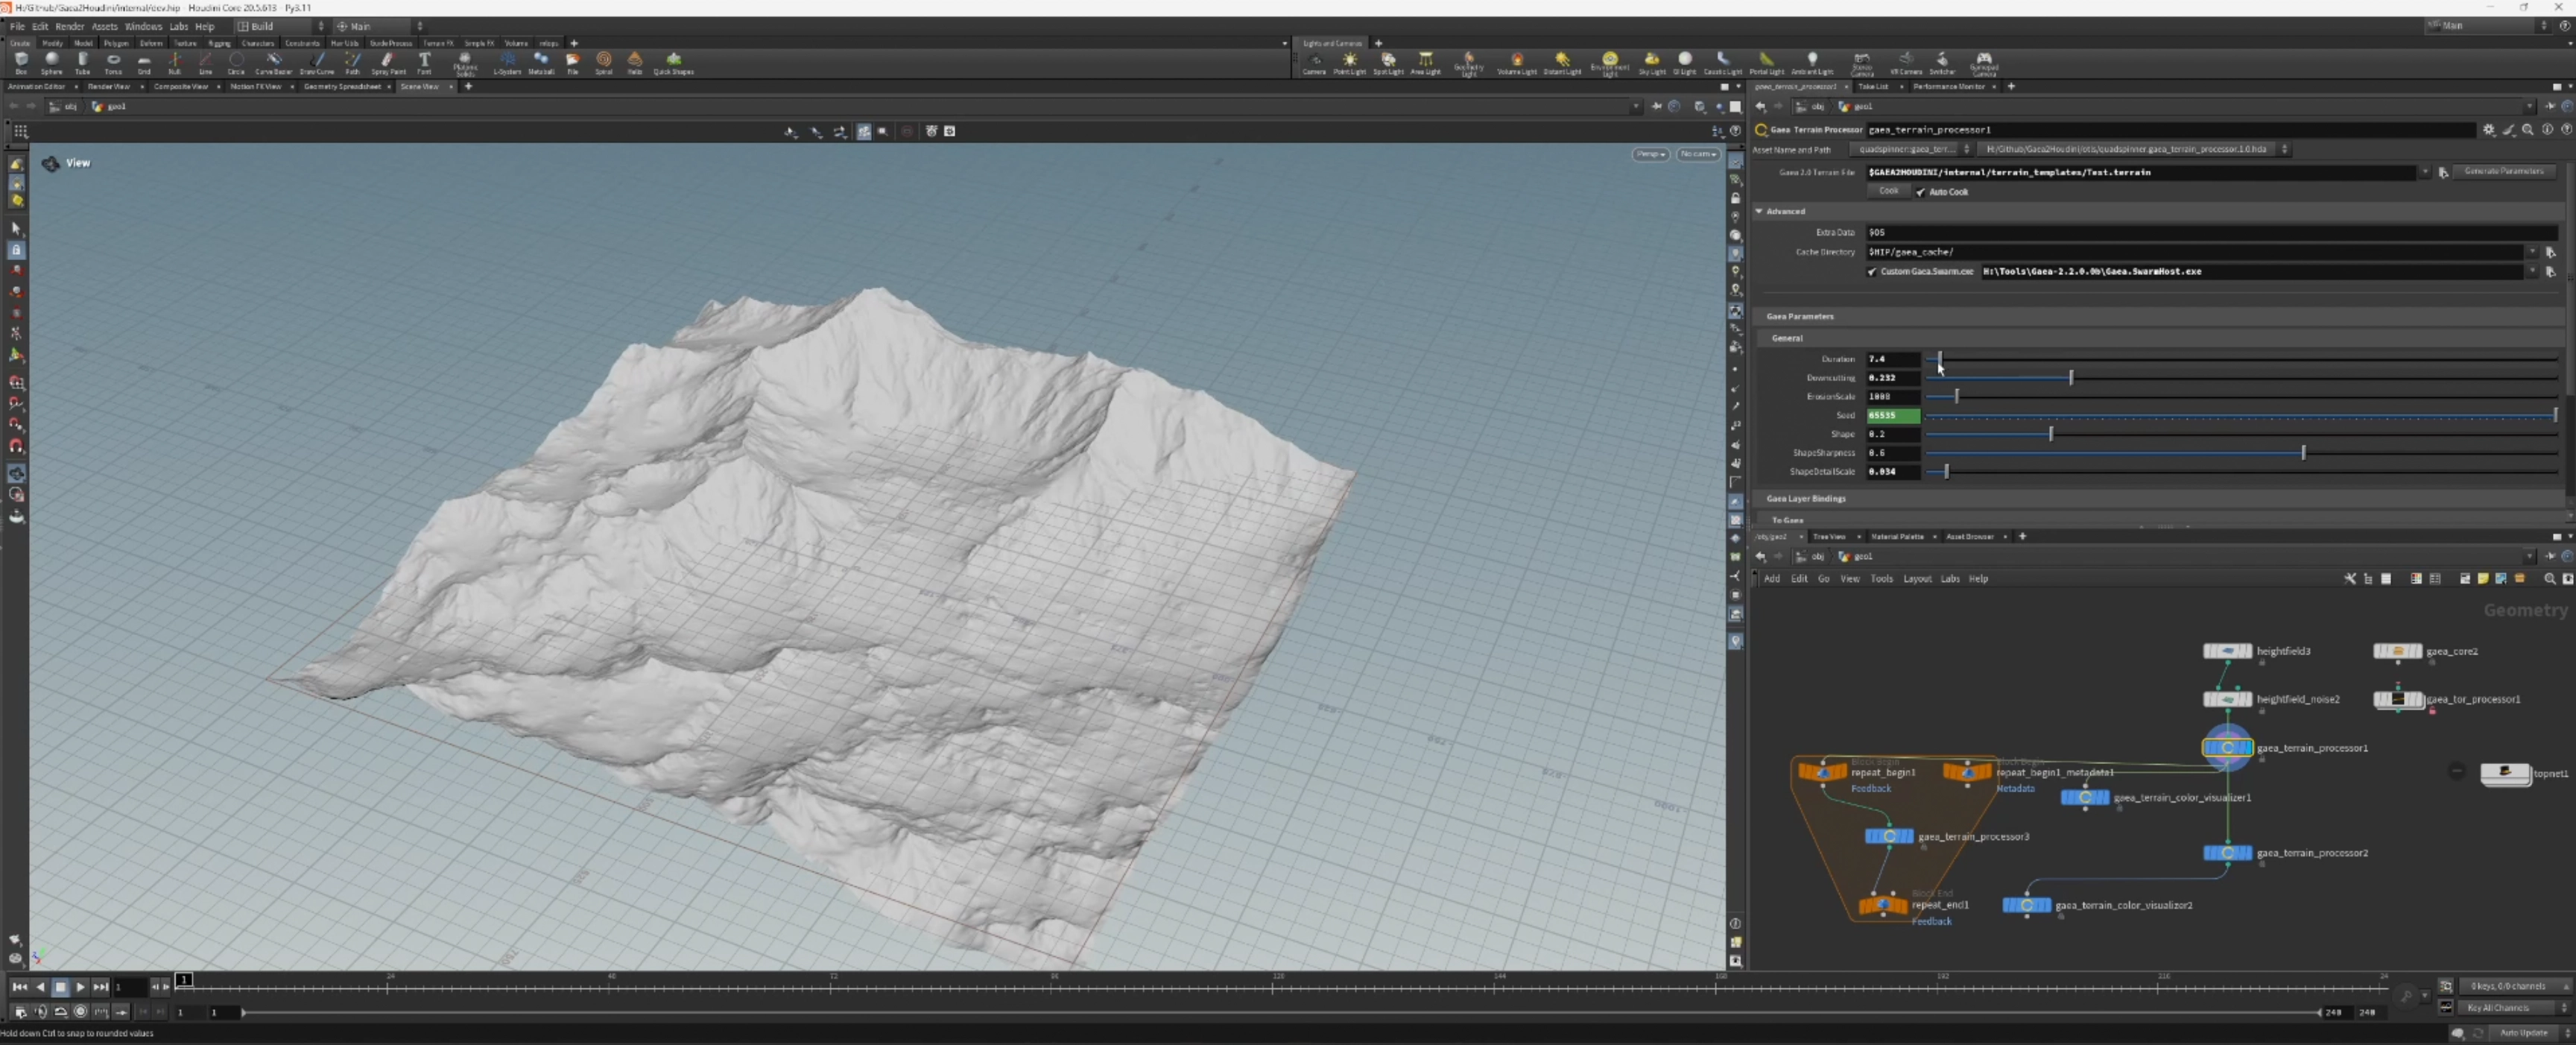 H:/Github/Gaea2Houdini/internal/dev.hip - Houdini Core 20.5.613 - Py3.11
File Edit Render Assets Windows Labs Help Build Main
Main
Create Modify Model Polygon Deform Texture Rigging Characters Constraints Hair Utils Guide Process Terrain FX Simple FX Volume
Lights and Cameras
Box Sphere Tube Torus Grid Null Line Circle Curve Bezier Draw Curve Path Spray Paint Font Platonic Solids L-System Metaball File Spiral Helix Quick Shapes
Camera Point Light Spot Light Area Light Geometry Light Volume Light Distant Light Environment Light Sky Light GI Light Caustic Light Portal Light Ambient Light Stereo Camera VR Camera Switcher Gamepad Camera
Animation Editor Render View Composite View Motion FX View Geometry Spreadsheet Scene View
gaea_terrain_processor1 Take List Performance Monitor
obj geo1
obj geo1
View
Persp No cam
Gaea Terrain Processor gaea_terrain_processor1
Asset Name and Path quadspinner::gaea_terr... H:/Github/Gaea2Houdini/otls/quadspinner.gaea_terrain_processor.1.0.hda
Gaea 2.0 Terrain File $GAEA2HOUDINI/internal/terrain_templates/Test.terrain Generate Parameters
Cook Auto Cook
Advanced
Extra Data $OS
Cache Directory $HIP/gaea_cache/
Custom Gaea.Swarm.exe H:\Tools\Gaea-2.2.0.0b\Gaea.SwarmHost.exe
Gaea Parameters
General
Duration 7.4
Downcutting 0.232
ErosionScale 1000
Seed 65535
Shape 0.2
ShapeSharpness 0.6
ShapeDetailScale 0.034
Gaea Layer Bindings
To Gaea
/obj/geo1 Tree View Material Palette Asset Browser
obj geo1
Add Edit Go View Tools Layout Labs Help
Geometry
heightfield3
gaea_core2
heightfield_noise2
gaea_tor_processor1
gaea_terrain_processor1
Block Begin
repeat_begin1
Feedback
Block Begin
repeat_begin1_metadata1
Metadata
topnet1
gaea_terrain_color_visualizer1
gaea_terrain_processor3
gaea_terrain_processor2
Block End
repeat_end1
Feedback
gaea_terrain_color_visualizer2
1 1 24 48 72 96 120 144 168 192 216 24
0 keys, 0/0 channels
1 1 240 240 Key All Channels
Hold down Ctrl to snap to rounded values
Auto Update